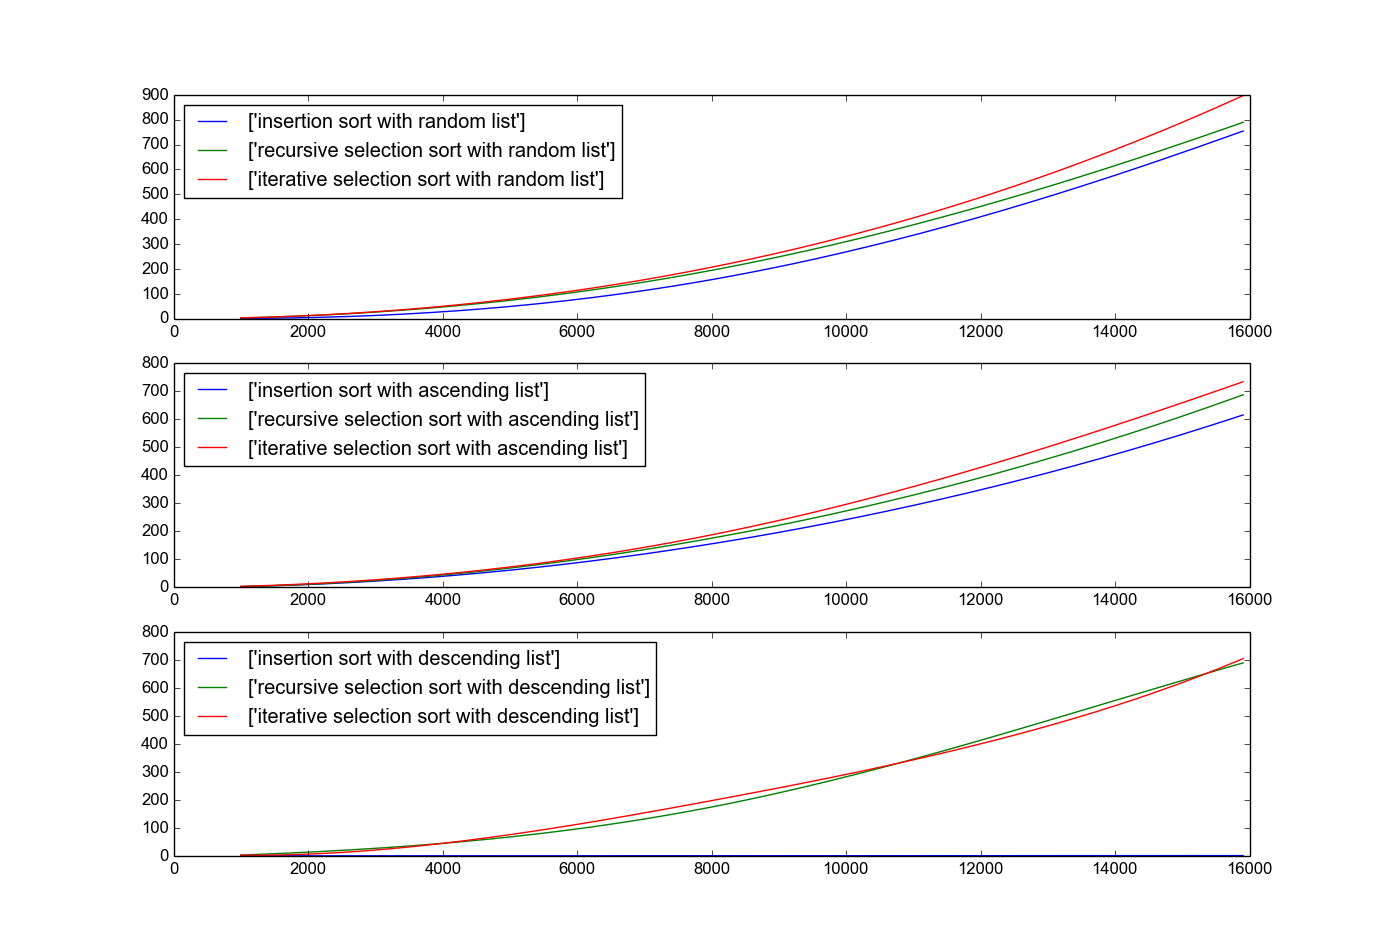 900
800
700
600
500
400
300
200
100
0
['insertion sort with random list']
['recursive selection sort with random list']
['iterative selection sort with random list']
0 2000 4000 6000 8000 10000 12000 14000 16000
800
700
600
500
400
300
200
100
0
['insertion sort with ascending list']
['recursive selection sort with ascending list']
['iterative selection sort with ascending list']
0 2000 4000 6000 8000 10000 12000 14000 16000
800
700
600
500
400
300
200
100
0
['insertion sort with descending list']
['recursive selection sort with descending list']
['iterative selection sort with descending list']
0 2000 4000 6000 8000 10000 12000 14000 16000